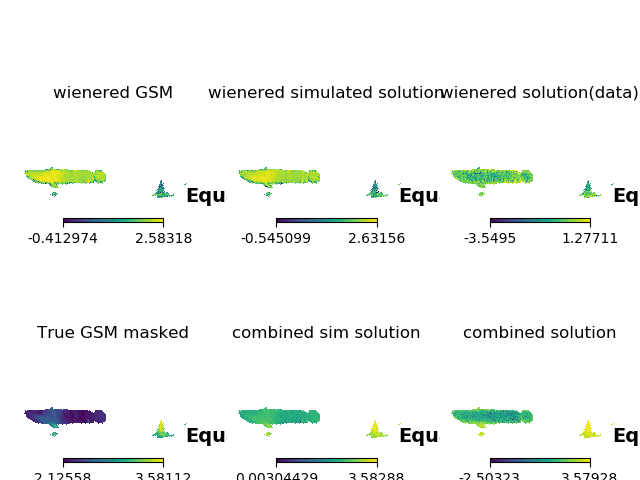 wienered GSM wienered simulated solution wienered solution(data)
Equ Equ Eq
-0.412974 2.58318 -0.545099 2.63156 -3.5495 1.27711
True GSM masked combined sim solution combined solution
Equ Equ Eq
2.12558 3.58112 0.00304429 3.58288 -2.50323 3.57928